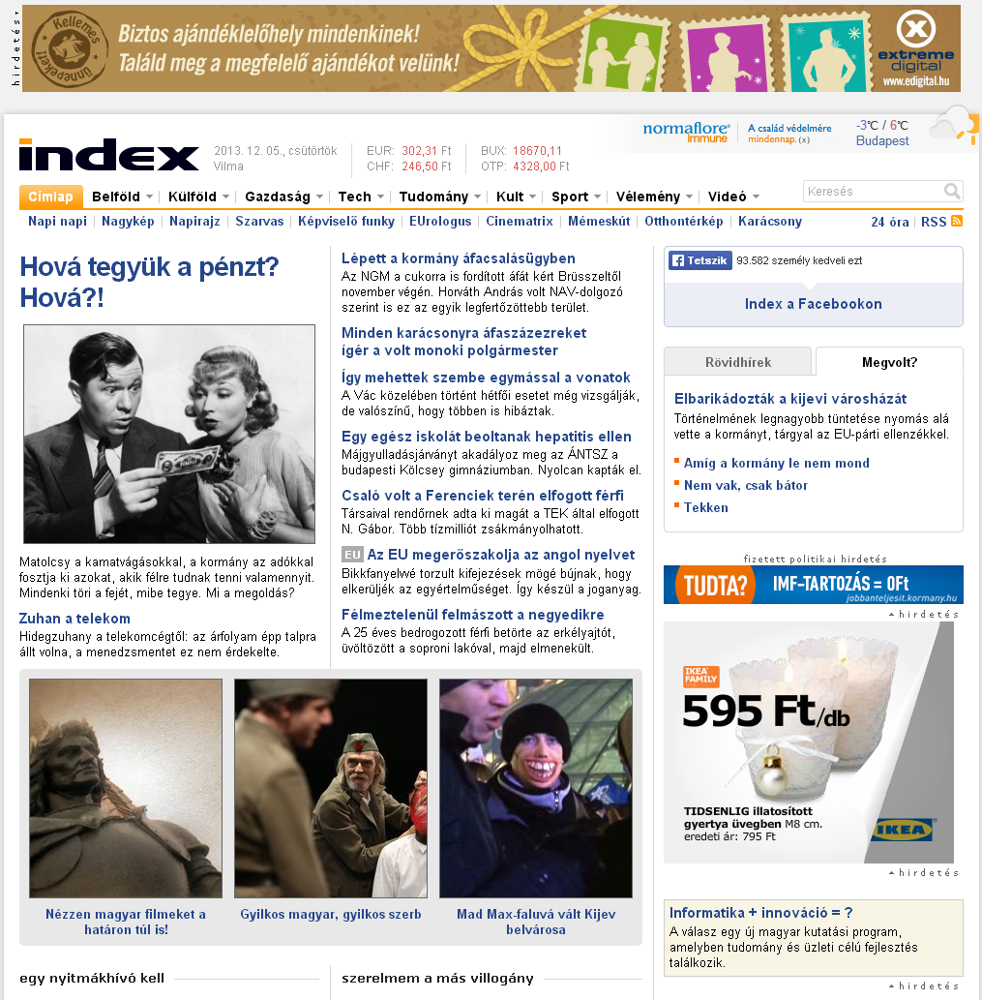 hirdetés
Kellemes ünnepeket
Biztos ajándéklelőhely mindenkinek!
Találd meg a megfelelő ajándékot velünk!
extreme
digital
www.edigital.hu
index
2013. 12. 05., csütörtök
Vilma
EUR: 302,31 Ft
CHF: 246,50 Ft
BUX: 18670,11
OTP: 4328,00 Ft
normaflore®
immune
A család védelmére
mindennap. (x)
-3°C / 6°C
Budapest
Címlap Belföld Külföld Gazdaság Tech Tudomány Kult Sport Vélemény Videó
Keresés
Napi napi Nagykép Napirajz Szarvas Képviselő funky EUrologus Cinematrix Mémeskút Otthontérkép Karácsony
24 óra RSS
Hová tegyük a pénzt?
Hová?!
1000
Matolcsy a kamatvágásokkal, a kormány az adókkal
fosztja ki azokat, akik félre tudnak tenni valamennyit.
Mindenki töri a fejét, mibe tegye. Mi a megoldás?
Zuhan a telekom
Hidegzuhany a telekomcégtől: az árfolyam épp talpra
állt volna, a menedzsmentet ez nem érdekelte.
Lépett a kormány áfacsalásügyben
Az NGM a cukorra is fordított áfát kért Brüsszeltől
november végén. Horváth András volt NAV-dolgozó
szerint is ez az egyik legfertőzöttebb terület.
Minden karácsonyra áfaszázezreket
ígér a volt monoki polgármester
Így mehettek szembe egymással a vonatok
A Vác közelében történt hétfői esetet még vizsgálják,
de valószínű, hogy többen is hibáztak.
Egy egész iskolát beoltanak hepatitis ellen
Májgyulladásjárványt akadályoz meg az ÁNTSZ a
budapesti Kölcsey gimnáziumban. Nyolcan kapták el.
Csaló volt a Ferenciek terén elfogott férfi
Társaival rendőrnek adta ki magát a TEK által elfogott
N. Gábor. Több tízmilliót zsákmányolhatott.
EU Az EU megerőszakolja az angol nyelvet
Bikkfanyelwé torzult kifejezések mögé bújnak, hogy
elkerüljék az egyértelműséget. Így készül a joganyag.
Félmeztelenül felmászott a negyedikre
A 25 éves bedrogozott férfi betörte az erkélyajtót,
üvöltözött a soproni lakóval, majd elmenekült.
Tetszik 93.582 személy kedveli ezt
Index a Facebookon
Rövidhírek Megvolt?
Elbarikádozták a kijevi városházát
Történelmének legnagyobb tüntetése nyomás alá
vette a kormányt, tárgyal az EU-párti ellenzékkel.
Amíg a kormány le nem mond
Nem vak, csak bátor
Tekken
fizetett politikai hirdetés
TUDTA? IMF-TARTOZÁS = 0Ft
jobbanteljesit.kormany.hu
hirdetés
IKEA
FAMILY
595 Ft/db
TIDSENLIG illatosított
gyertya üvegben M8 cm.
eredeti ár: 795 Ft
IKEA
hirdetés
Nézzen magyar filmeket a
határon túl is!
Gyilkos magyar, gyilkos szerb
Mad Max-faluvá vált Kijev
belvárosa
Informatika + innováció = ?
A válasz egy új magyar kutatási program,
amelyben tudomány és üzleti célú fejlesztés
találkozik.
hirdetés
egy nyitmákhívó kell
szerelmem a más villogány